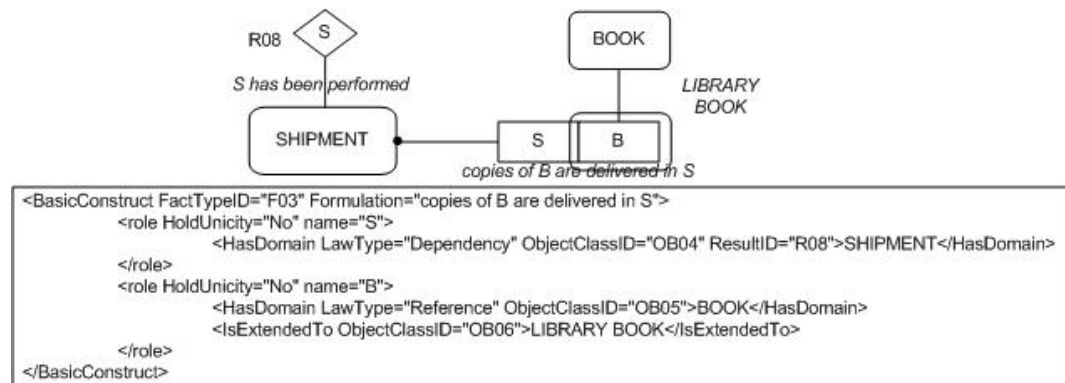 R08
S
BOOK
S has been performed
LIBRARY
BOOK
SHIPMENT
S
B
copies of B are delivered in S
<BasicConstruct FactTypeID="F03" Formulation="copies of B are delivered in S">
<role HoldUnicity="No" name="S">
<HasDomain LawType="Dependency" ObjectClassID="OB04" ResultID="R08">SHIPMENT</HasDomain>
</role>
<role HoldUnicity="No" name="B">
<HasDomain LawType="Reference" ObjectClassID="OB05">BOOK</HasDomain>
<IsExtendedTo ObjectClassID="OB06">LIBRARY BOOK</IsExtendedTo>
</role>
</BasicConstruct>